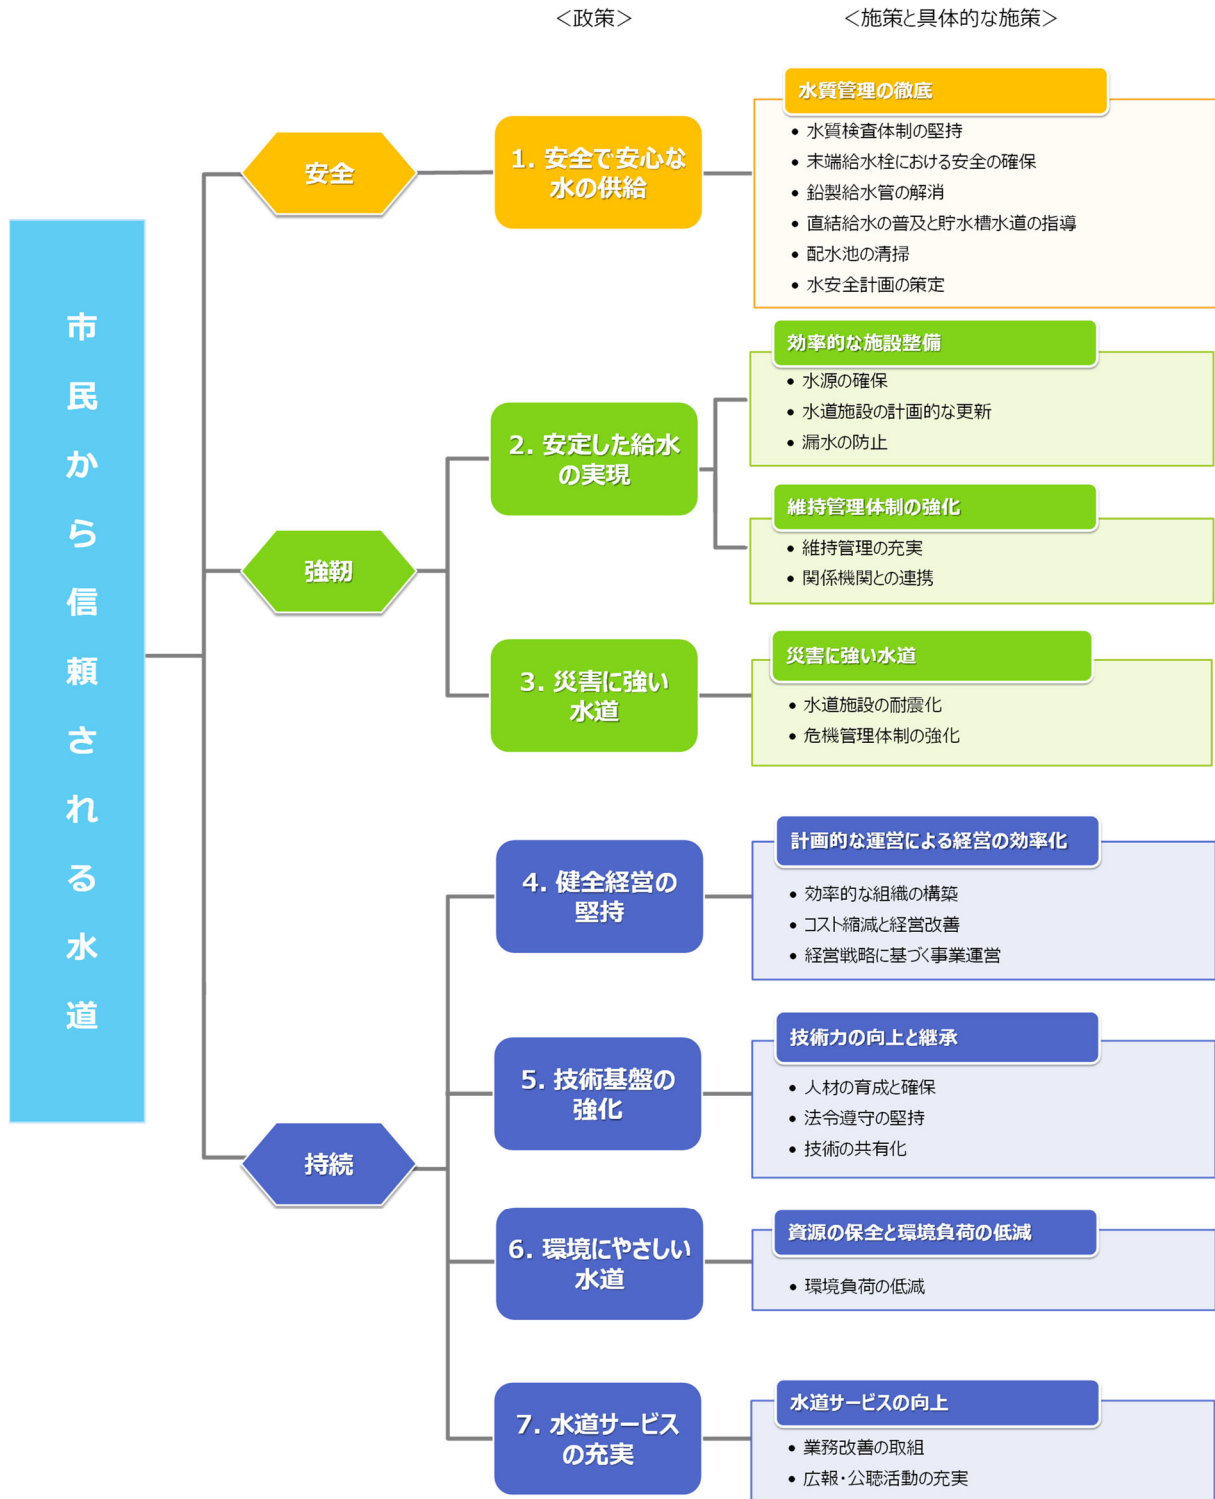 ＜政策＞
＜施策と具体的な施策＞
市民から信頼される水道
安全
1. 安全で安心な
水の供給
水質管理の徹底
• 水質検査体制の堅持
• 末端給水栓における安全の確保
• 鉛製給水管の解消
• 直結給水の普及と貯水槽水道の指導
• 配水池の清掃
• 水安全計画の策定
強靭
2. 安定した給水
の実現
効率的な施設整備
• 水源の確保
• 水道施設の計画的な更新
• 漏水の防止
維持管理体制の強化
• 維持管理の充実
• 関係機関との連携
3. 災害に強い
水道
災害に強い水道
• 水道施設の耐震化
• 危機管理体制の強化
持続
4. 健全経営の
堅持
計画的な運営による経営の効率化
• 効率的な組織の構築
• コスト縮減と経営改善
• 経営戦略に基づく事業運営
5. 技術基盤の
強化
技術力の向上と継承
• 人材の育成と確保
• 法令遵守の堅持
• 技術の共有化
6. 環境にやさしい
水道
資源の保全と環境負荷の低減
• 環境負荷の低減
7. 水道サービス
の充実
水道サービスの向上
• 業務改善の取組
• 広報・公聴活動の充実